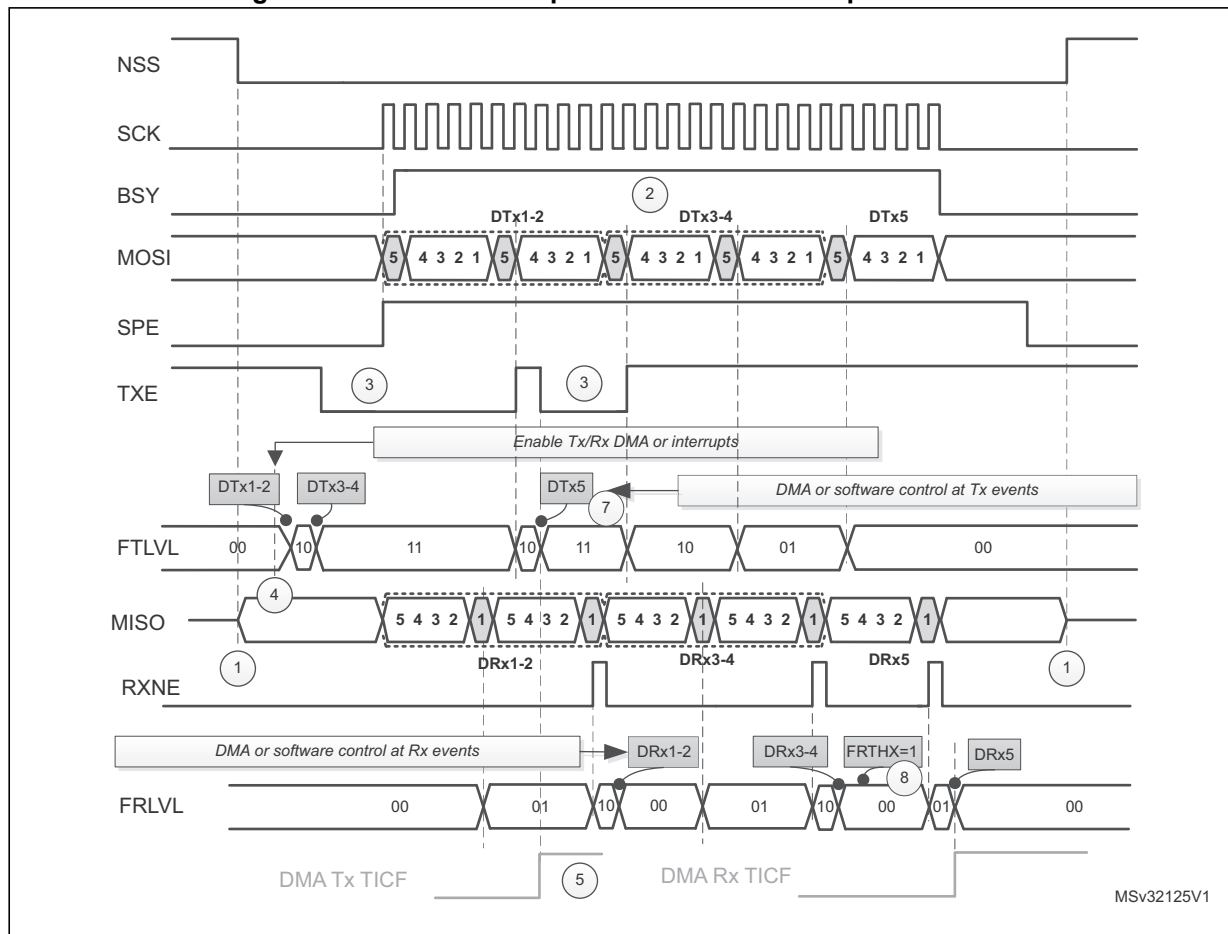 NSS
SCK
BSY
2
DTx1-2 DTx3-4 DTx5
MOSI 5 4 3 2 1 5 4 3 2 1 5 4 3 2 1 5 4 3 2 1 5 4 3 2 1
SPE
TXE 3 3
Enable Tx/Rx DMA or interrupts
DTx1-2 DTx3-4 DTx5 DMA or software control at Tx events
7
FTLVL 00 10 11 10 11 10 01 00
4
MISO 5 4 3 2 1 5 4 3 2 1 5 4 3 2 1 5 4 3 2 1 5 4 3 2 1
1 DRx1-2 DRx3-4 DRx5 1
RXNE
DMA or software control at Rx events DRx1-2 DRx3-4 FRTHX=1 DRx5
8
FRLVL 00 01 10 00 01 10 00 01 00
DMA Tx TICF 5 DMA Rx TICF
MSv32125V1